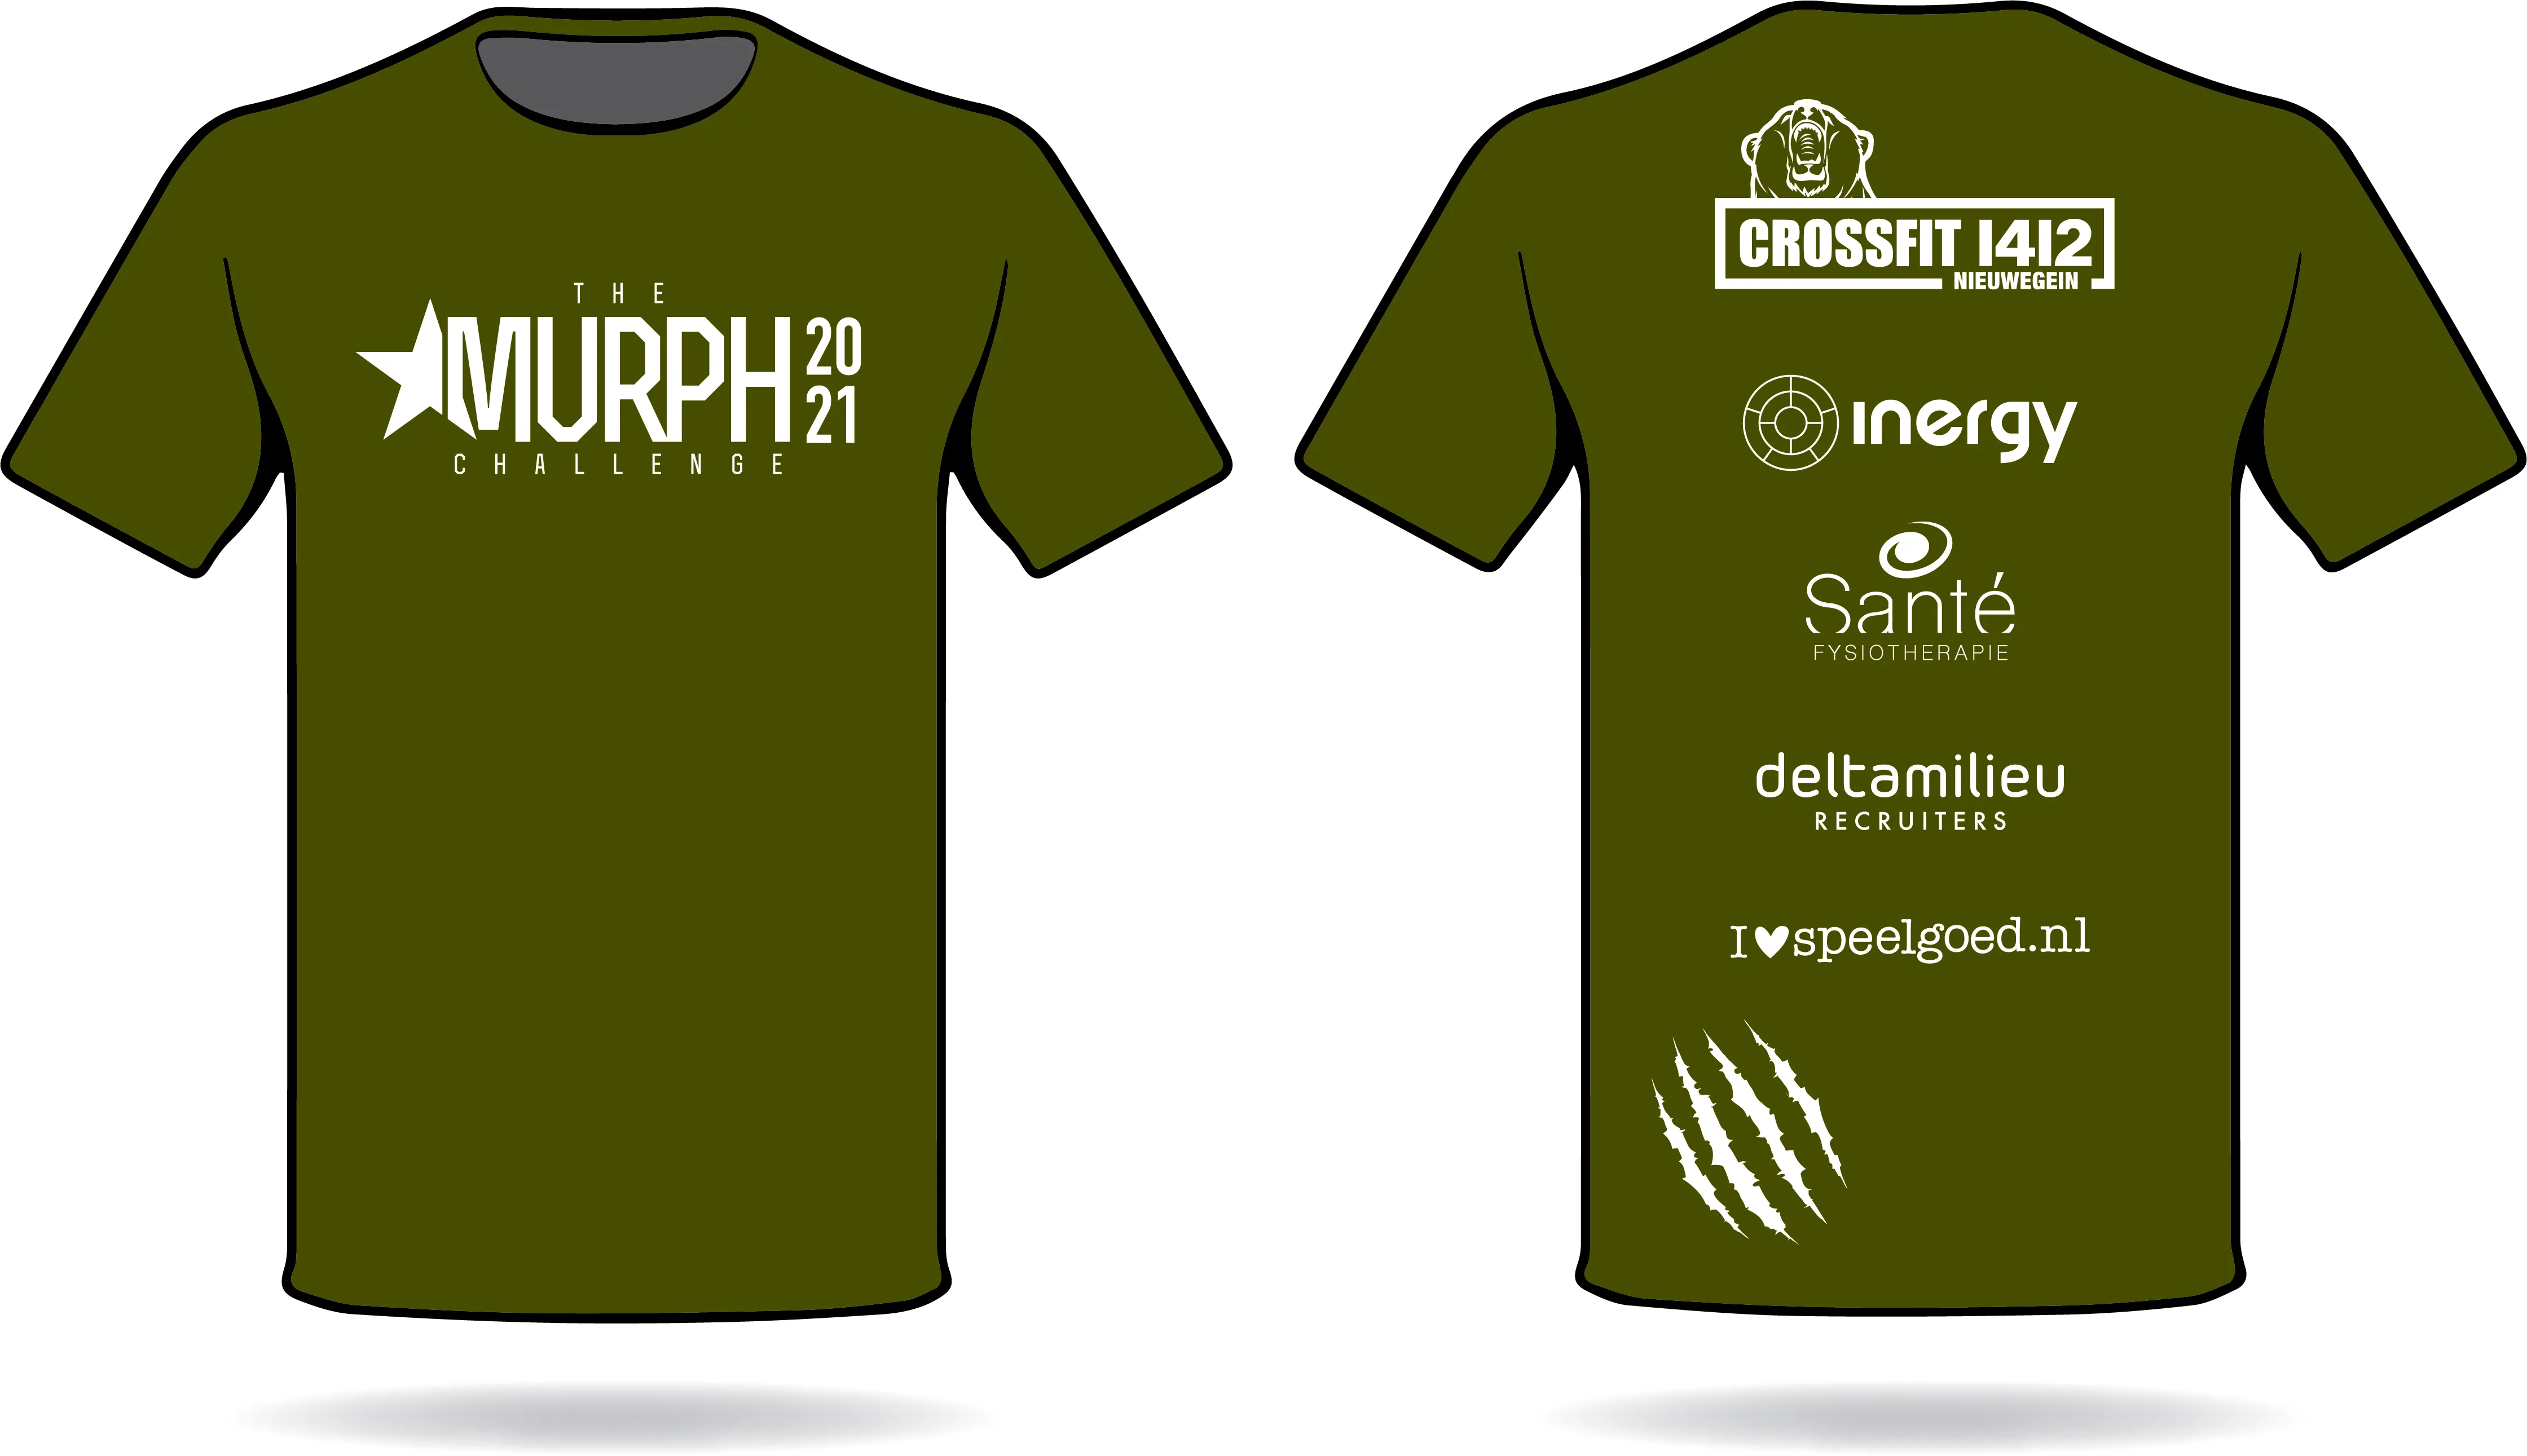 THE
MURPH
20
21
CHALLENGE
CROSSFIT 1412
NIEUWEGEIN
inergy
Santé
FYSIOTHERAPIE
deltamilieu
RECRUITERS
I♥speelgoed.nl